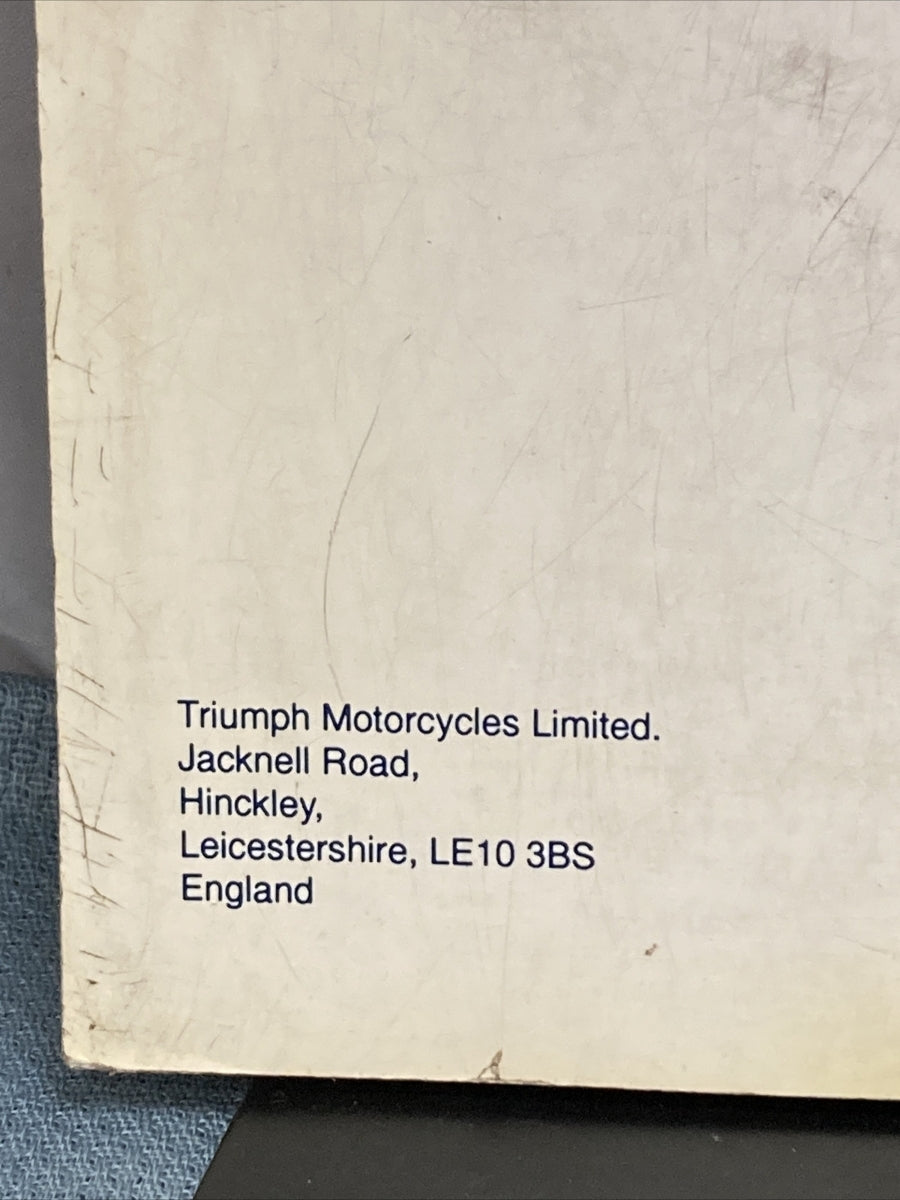 Triumph Motorcycles Limited.
Jacknell Road,
Hinckley,
Leicestershire, LE10 3BS
England